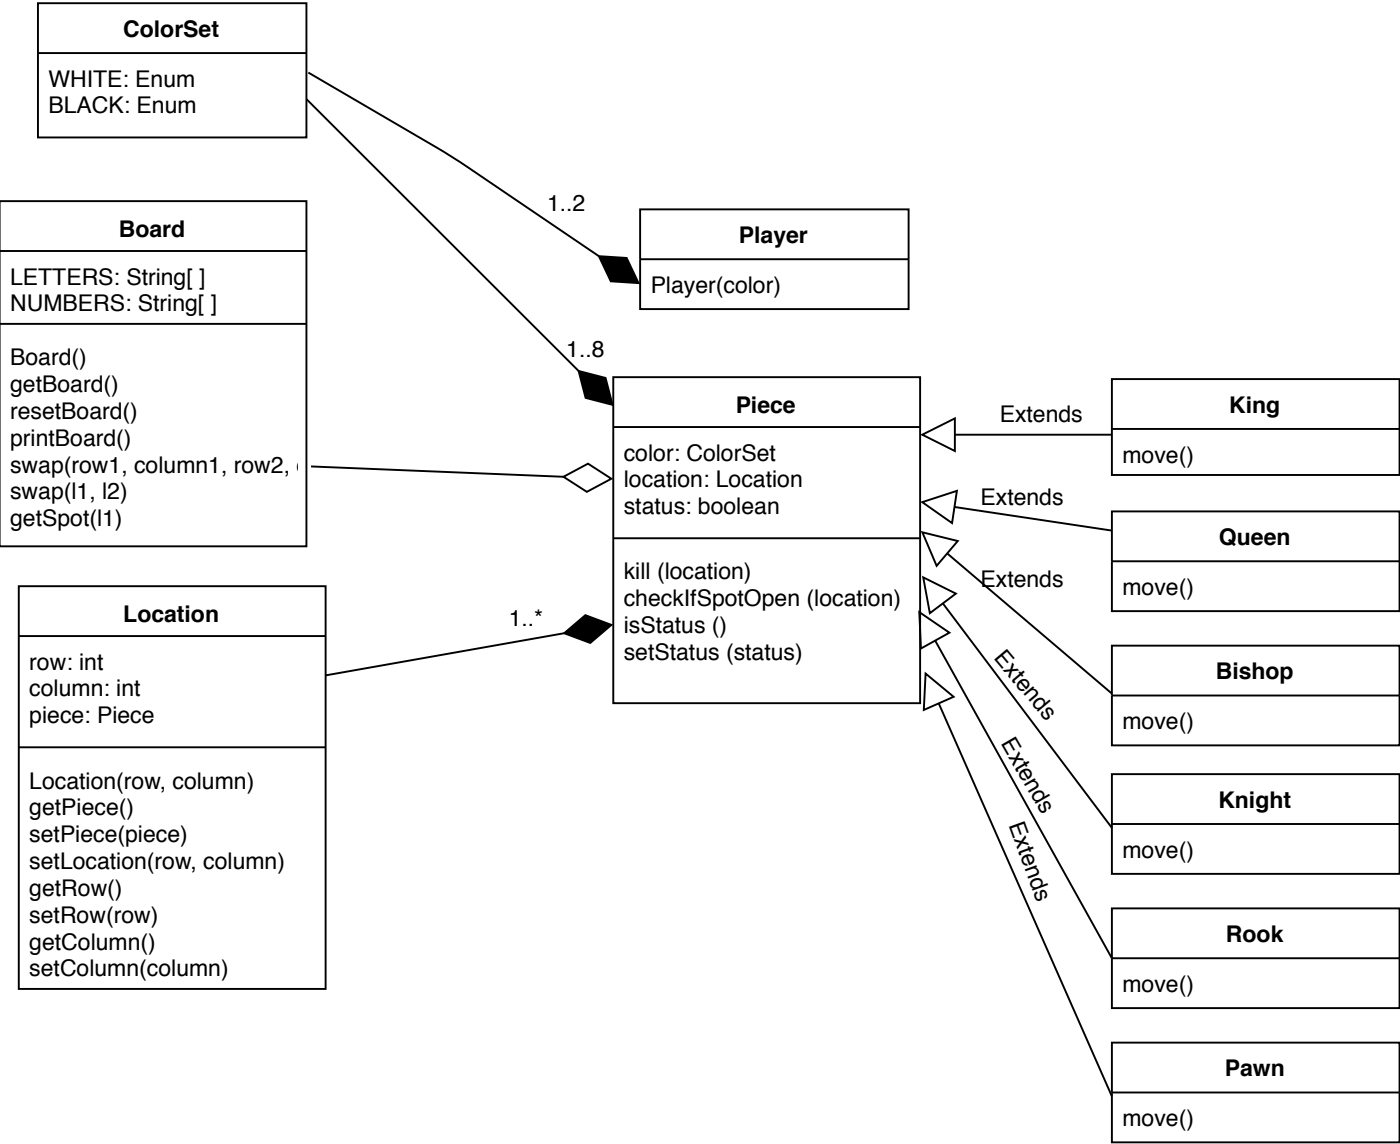 ColorSet
WHITE: Enum
BLACK: Enum
1..2
1..8
Board
LETTERS: String[ ]
NUMBERS: String[ ]
Board()
getBoard()
resetBoard()
printBoard()
swap(row1, column1, row2,
swap(l1, l2)
getSpot(l1)
Player
Player(color)
Location
row: int
column: int
piece: Piece
Location(row, column)
getPiece()
setPiece(piece)
setLocation(row, column)
getRow()
setRow(row)
getColumn()
setColumn(column)
1..*
Piece
color: ColorSet
location: Location
status: boolean
kill (location)
checkIfSpotOpen (location)
isStatus ()
setStatus (status)
Extends
Extends
Extends
Extends
Extends
Extends
King
move()
Queen
move()
Bishop
move()
Knight
move()
Rook
move()
Pawn
move()